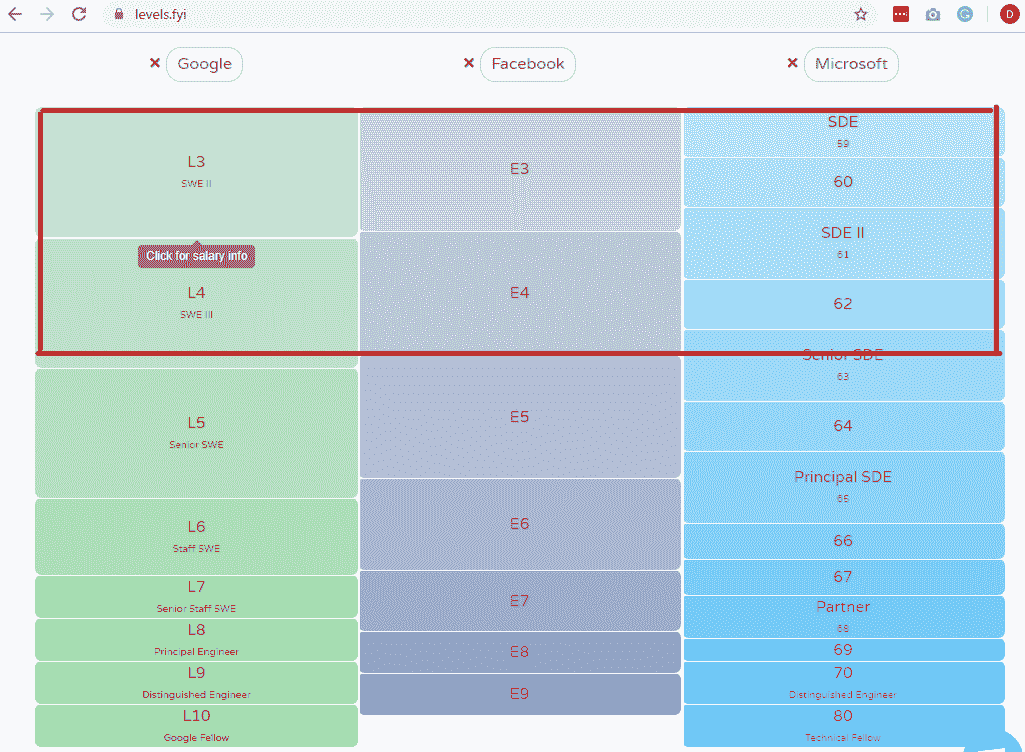 levels.fyi
D
× Google
× Facebook
× Microsoft
L3
SWE II
Click for salary info
L4
SWE III
L5
Senior SWE
L6
Staff SWE
L7
Senior Staff SWE
L8
Principal Engineer
L9
Distinguished Engineer
L10
Google Fellow
E3
E4
E5
E6
E7
E8
E9
SDE
59
60
SDE II
61
62
Senior SDE
63
64
Principal SDE
65
66
67
Partner
68
69
70
Distinguished Engineer
80
Technical Fellow